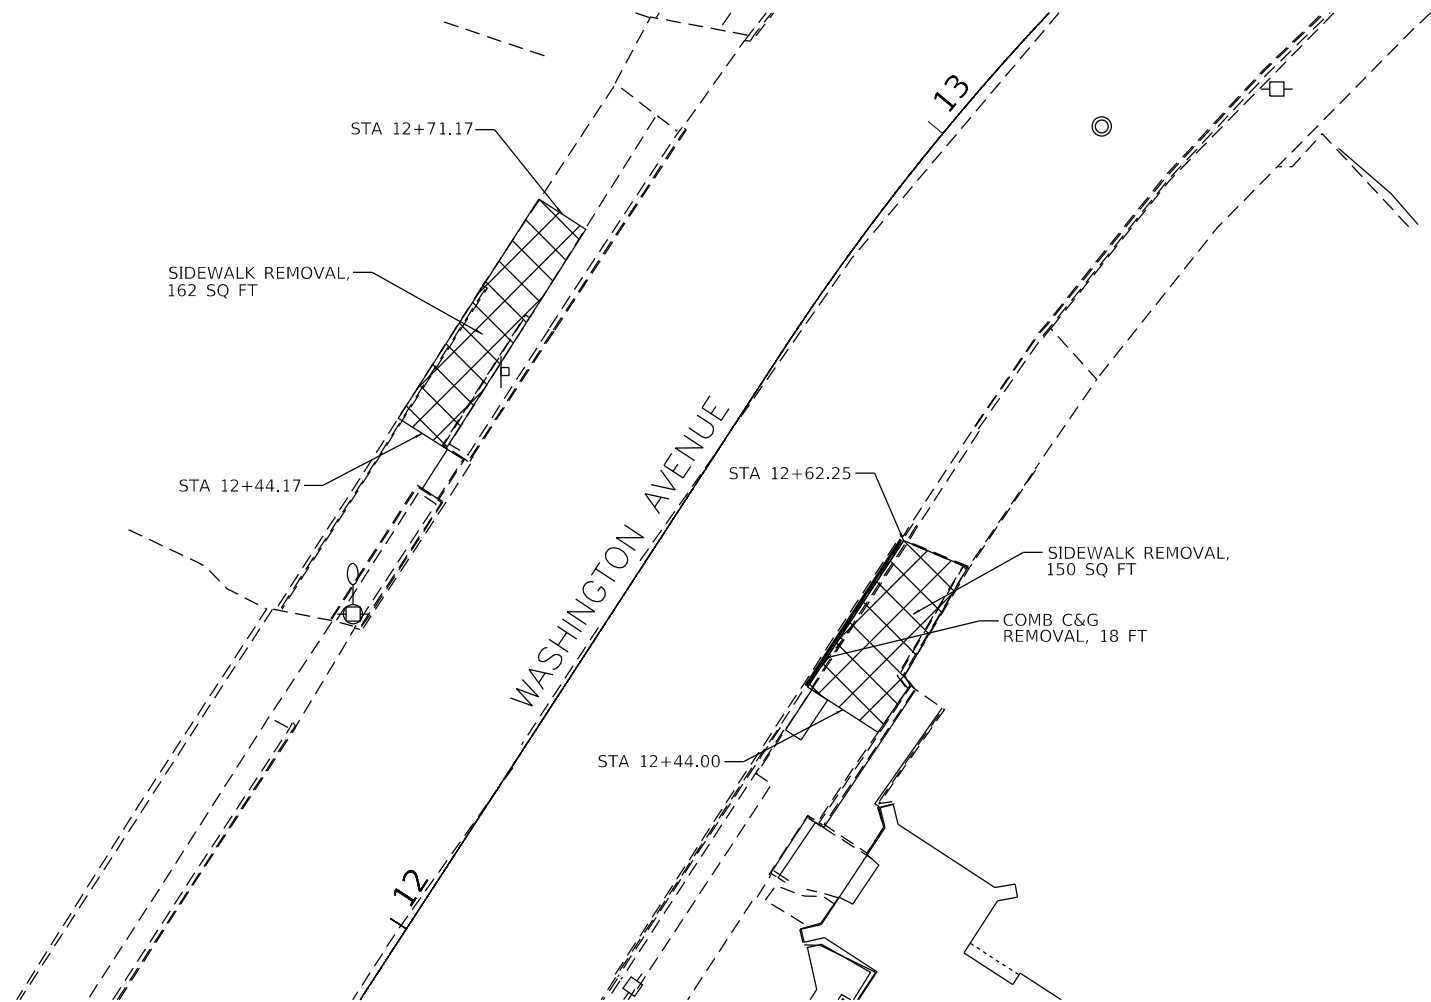 13
STA 12+71.17
SIDEWALK REMOVAL,
162 SQ FT
WASHINGTON AVENUE
STA 12+62.25
STA 12+44.17
SIDEWALK REMOVAL,
150 SQ FT
COMB C&G
REMOVAL, 18 FT
STA 12+44.00
12